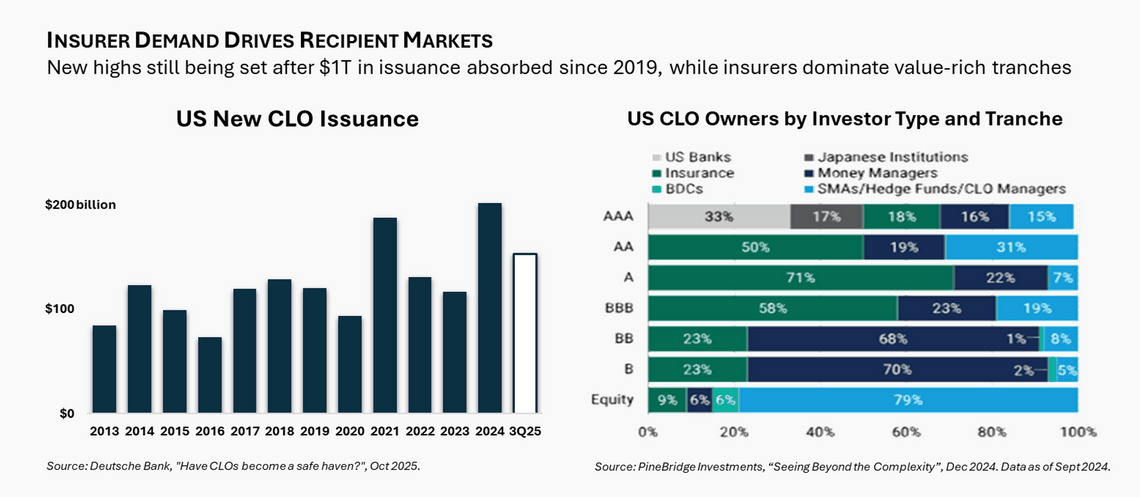 INSURER DEMAND DRIVES RECIPIENT MARKETS
New highs still being set after $1T in issuance absorbed since 2019, while insurers dominate value-rich tranches
US New CLO Issuance
$200 billion
$100
$0
2013 2014 2015 2016 2017 2018 2019 2020 2021 2022 2023 2024 3Q25
Source: Deutsche Bank, "Have CLOs become a safe haven?", Oct 2025.
US CLO Owners by Investor Type and Tranche
US Banks Japanese Institutions
Insurance Money Managers
BDCs SMAs/Hedge Funds/CLO Managers
AAA 33% 17% 18% 16% 15%
AA 50% 19% 31%
A 71% 22% 7%
BBB 58% 23% 19%
BB 23% 68% 1% 8%
B 23% 70% 2% 5%
Equity 9% 6% 6% 79%
0% 20% 40% 60% 80% 100%
Source: PineBridge Investments, “Seeing Beyond the Complexity”, Dec 2024. Data as of Sept 2024.